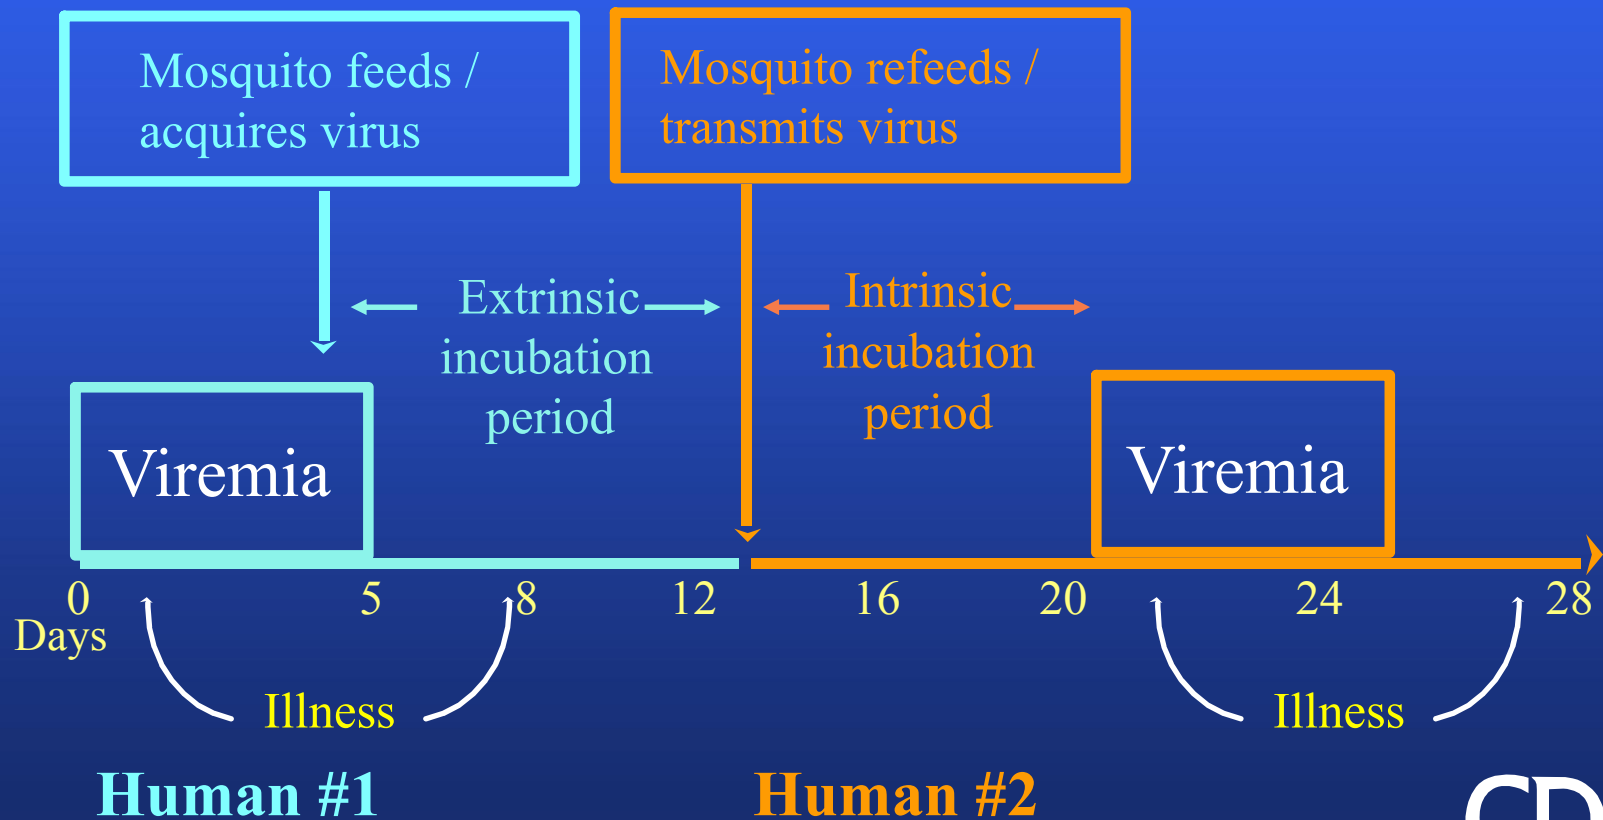 Mosquito feeds /
acquires virus
Mosquito refeeds /
transmits virus
Extrinsic
incubation
period
Intrinsic
incubation
period
Viremia
Viremia
0 5 8 12 16 20 24 28
Days
Illness
Illness
Human #1
Human #2